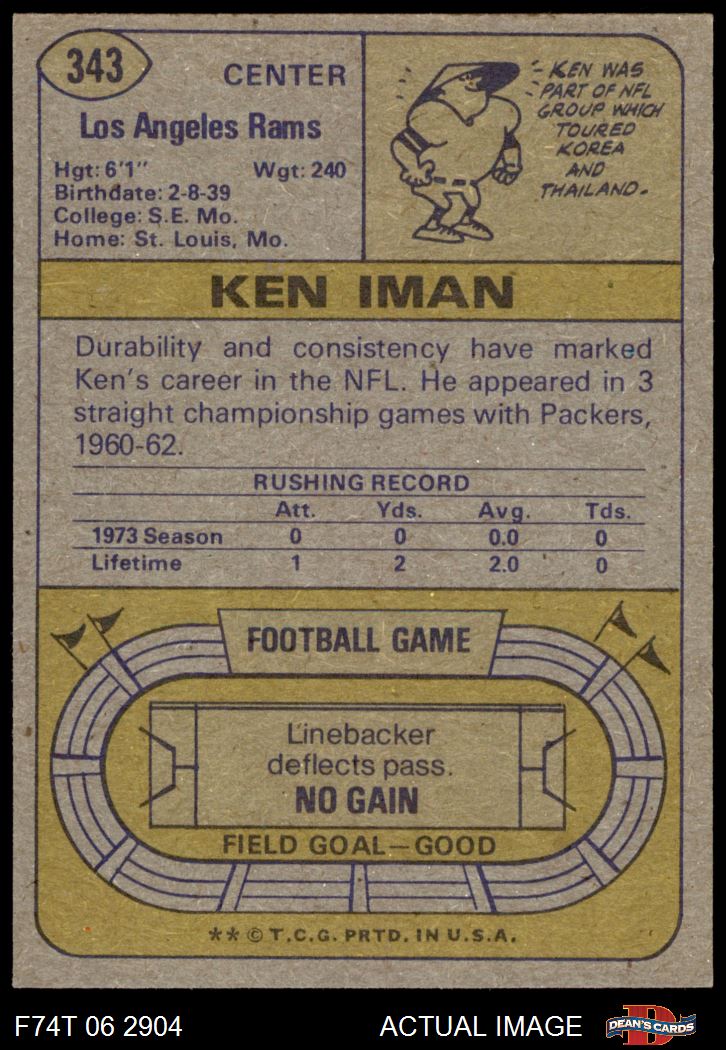 343
CENTER
Los Angeles Rams
Hgt: 6'1" Wgt: 240
Birthdate: 2-8-39
College: S.E. Mo.
Home: St. Louis, Mo.
KEN WAS
PART OF NFL
GROUP WHICH
TOURED
KOREA
AND
THAILAND.
KEN IMAN
Durability and consistency have marked
Ken's career in the NFL. He appeared in 3
straight championship games with Packers,
1960-62.
RUSHING RECORD
Att. Yds. Avg. Tds.
1973 Season 0 0 0.0 0
Lifetime 1 2 2.0 0
FOOTBALL GAME
Linebacker
deflects pass.
NO GAIN
FIELD GOAL—GOOD
** © T.C.G. PRTD. IN U.S.A.
F74T 06 2904 ACTUAL IMAGE
D
DEAN'S CARDS